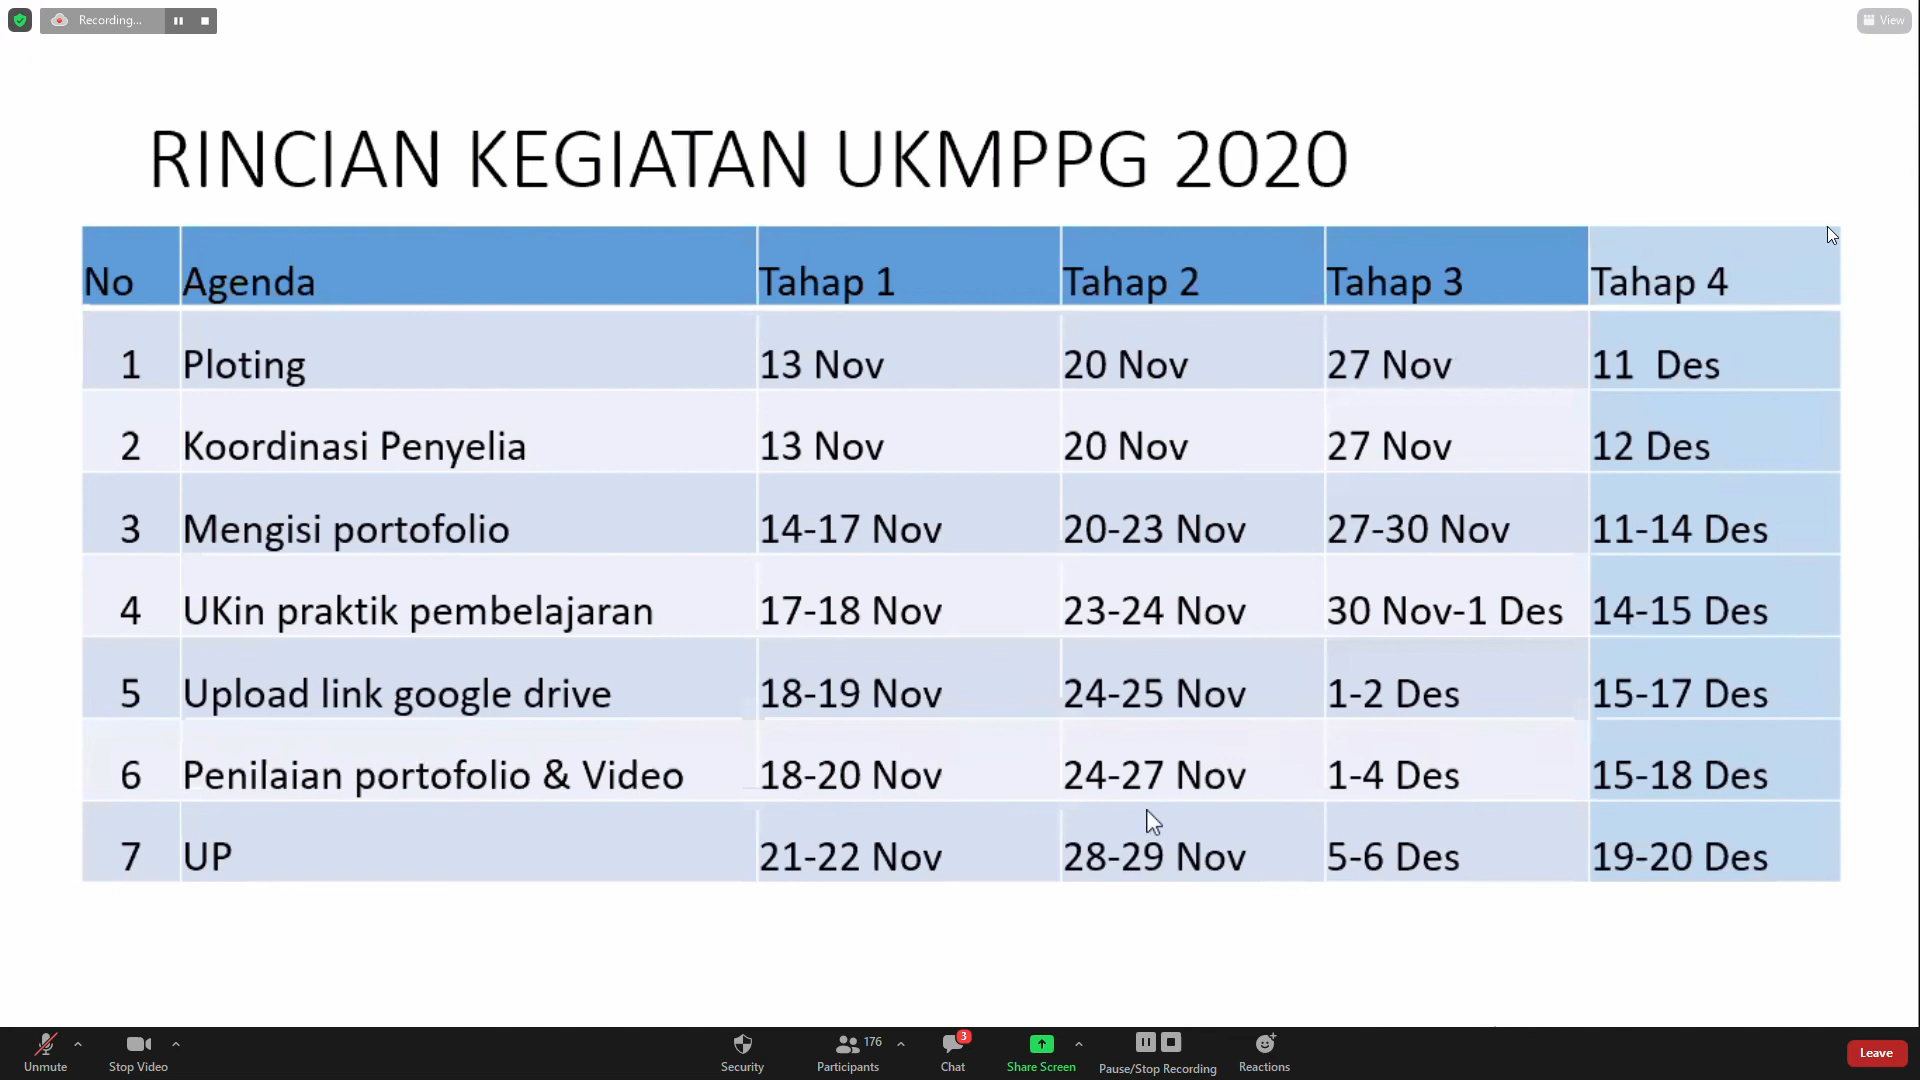 Recording...
View
RINCIAN KEGIATAN UKMPPG 2020
No Agenda Tahap 1 Tahap 2 Tahap 3 Tahap 4
1 Ploting 13 Nov 20 Nov 27 Nov 11 Des
2 Koordinasi Penyelia 13 Nov 20 Nov 27 Nov 12 Des
3 Mengisi portofolio 14-17 Nov 20-23 Nov 27-30 Nov 11-14 Des
4 UKin praktik pembelajaran 17-18 Nov 23-24 Nov 30 Nov-1 Des 14-15 Des
5 Upload link google drive 18-19 Nov 24-25 Nov 1-2 Des 15-17 Des
6 Penilaian portofolio & Video 18-20 Nov 24-27 Nov 1-4 Des 15-18 Des
7 UP 21-22 Nov 28-29 Nov 5-6 Des 19-20 Des
176 3
Unmute Stop Video Security Participants Chat Share Screen Pause/Stop Recording Reactions Leave